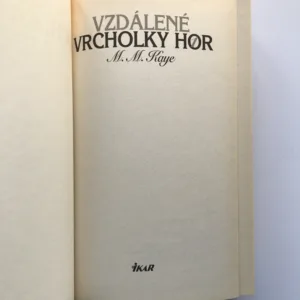 VZDÁLENÉ
VRCHOLKY HOR
M. M. Kaye
IKAR